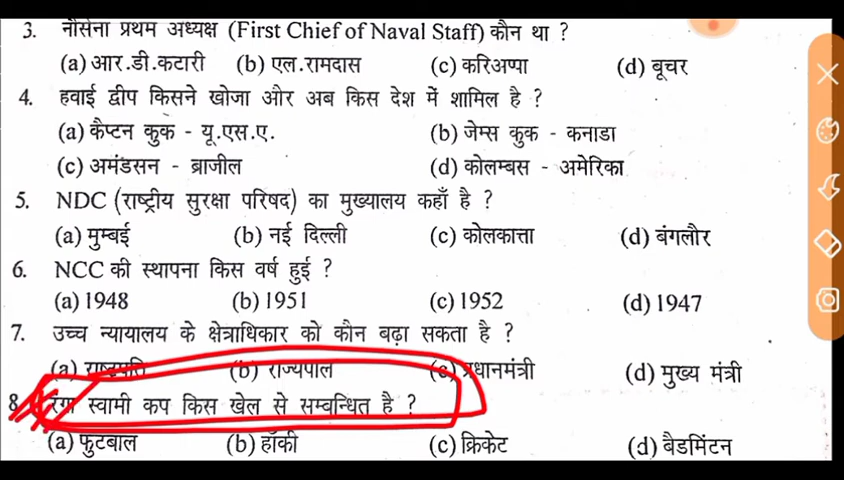 3. नौसेना प्रथम अध्यक्ष (First Chief of Naval Staff) कौन था ?
(a) आर.डी.कटारी (b) एल.रामदास (c) करिअप्पा (d) बूचर
4. हवाई द्वीप किसने खोजा और अब किस देश में शामिल है ?
(a) कैप्टन कुक - यू.एस.ए. (b) जेम्स कुक - कनाडा
(c) अमंडसन - ब्राजील (d) कोलम्बस - अमेरिका
5. NDC (राष्ट्रीय सुरक्षा परिषद) का मुख्यालय कहाँ है ?
(a) मुम्बई (b) नई दिल्ली (c) कोलकात्ता (d) बंगलौर
6. NCC की स्थापना किस वर्ष हुई ?
(a) 1948 (b) 1951 (c) 1952 (d) 1947
7. उच्च न्यायालय के क्षेत्राधिकार को कौन बढ़ा सकता है ?
(a) राष्ट्रपति (b) राज्यपाल (c) प्रधानमंत्री (d) मुख्य मंत्री
8. रंगा स्वामी कप किस खेल से सम्बन्धित है ?
(a) फुटबाल (b) हॉकी (c) क्रिकेट (d) बैडमिंटन